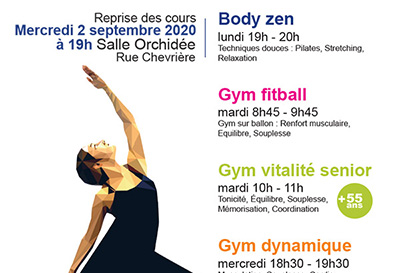 Reprise des cours
Mercredi 2 septembre 2020
à 19h Salle Orchidée
Rue Chevrière
Body zen
lundi 19h - 20h
Techniques douces : Pilates, Stretching,
Relaxation
Gym fitball
mardi 8h45 - 9h45
Gym sur ballon : Renfort musculaire,
Equilibre, Souplesse
Gym vitalité senior
mardi 10h - 11h
Tonicité, Équilibre, Souplesse,
Mémorisation, Coordination
+55
ans
Gym dynamique
mercredi 18h30 - 19h30